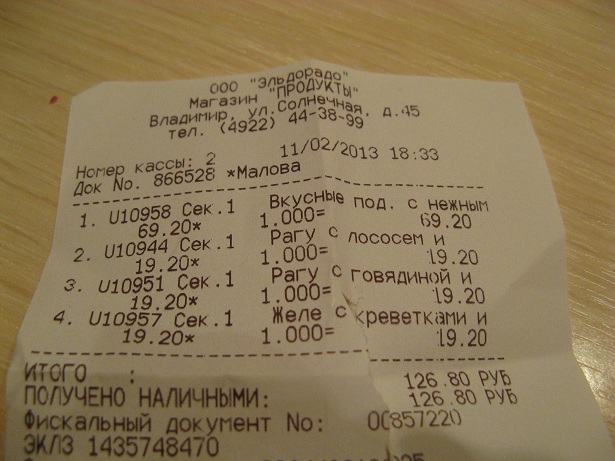 ООО "Эльдорадо"
Магазин "ПРОДУКТЫ"
Владимир, ул.Солнечная, д.45
тел. (4922) 44-38-99
Номер кассы: 2 11/02/2013 18:33
Док No. 866528 *Малова
1. U10958 Сек.1 Вкусные под. с нежным
69.20* 1.000= 69.20
2. U10944 Сек.1 Рагу с лососем и
19.20* 1.000= 19.20
3. U10951 Сек.1 Рагу с говядиной и
19.20* 1.000= 19.20
4. U10957 Сек.1 Желе с креветками и
19.20* 1.000= 19.20
ИТОГО : 126.80 РУБ
ПОЛУЧЕНО НАЛИЧНЫМИ: 126.80 РУБ
Фискальный документ No: 00857220
ЭКЛЗ 1435748470